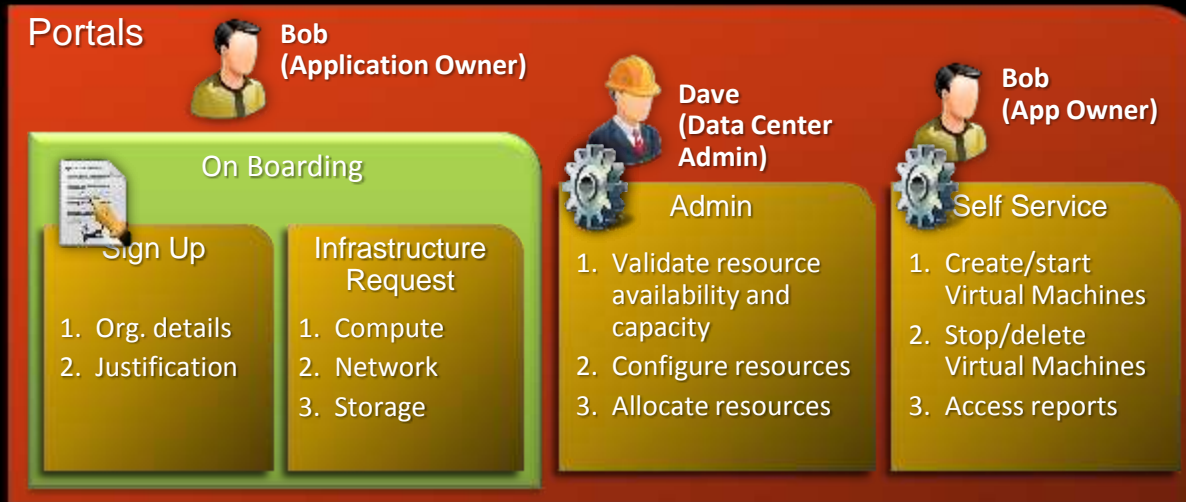 Portals
Bob
(Application Owner)
On Boarding
Sign Up
1. Org. details
2. Justification
Infrastructure
Request
1. Compute
2. Network
3. Storage
Dave
(Data Center
Admin)
Admin
1. Validate resource
availability and
capacity
2. Configure resources
3. Allocate resources
Bob
(App Owner)
Self Service
1. Create/start
Virtual Machines
2. Stop/delete
Virtual Machines
3. Access reports